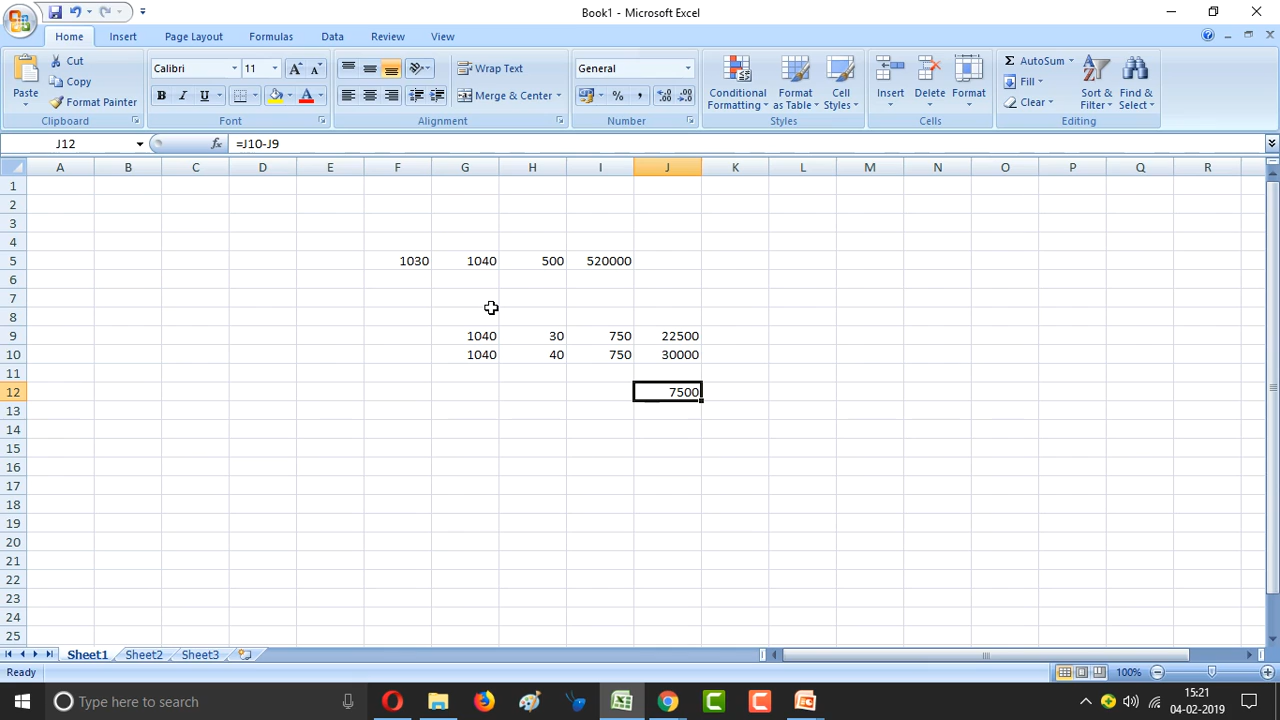 Book1 - Microsoft Excel
Home Insert Page Layout Formulas Data Review View
Paste Cut Copy Format Painter Clipboard
Calibri 11 B I U A Font
Wrap Text Merge & Center Alignment
General % , Number
Conditional Formatting Format as Table Cell Styles Styles
Insert Delete Format Cells
Σ AutoSum Fill Clear Sort & Filter Find & Select Editing
J12 fx =J10-J9
A B C D E F G H I J K L M N O P Q R
1
2
3
4
5 1030 1040 500 520000
6
7
8
9 1040 30 750 22500
10 1040 40 750 30000
11
12 7500
13
14
15
16
17
18
19
20
21
22
23
24
25
Sheet1 Sheet2 Sheet3
Ready 100%
Type here to search 15:21
04-02-2019